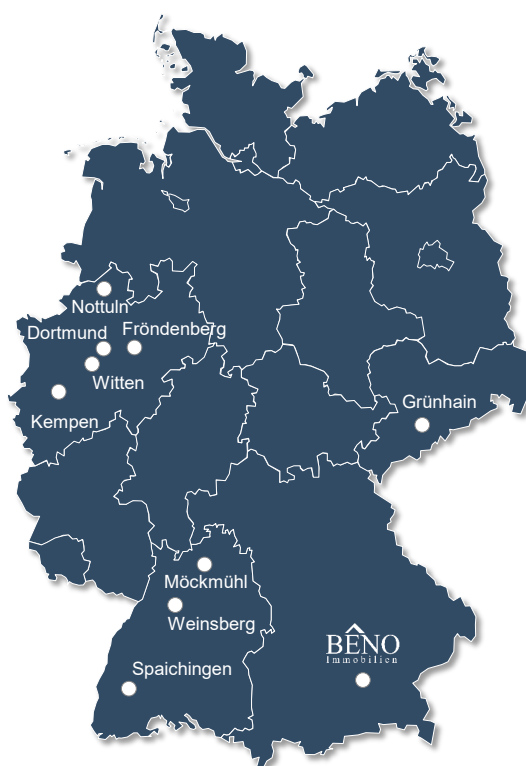 Nottuln
Dortmund
Fröndenberg
Witten
Kempen
Grünhain
Möckmühl
Weinsberg
BENO
Immobilien
Spaichingen